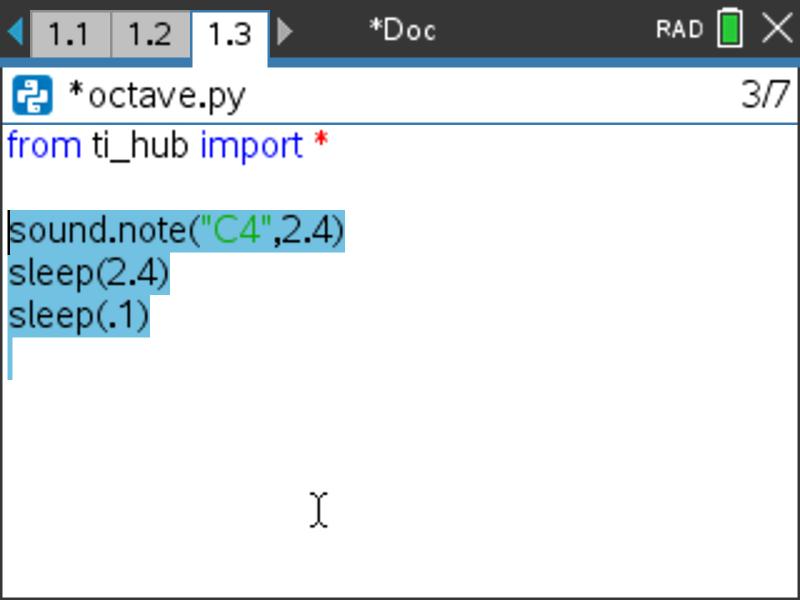 1.1 1.2 1.3 *Doc RAD
*octave.py 3/7
from ti_hub import *
sound.note("C4",2.4)
sleep(2.4)
sleep(.1)